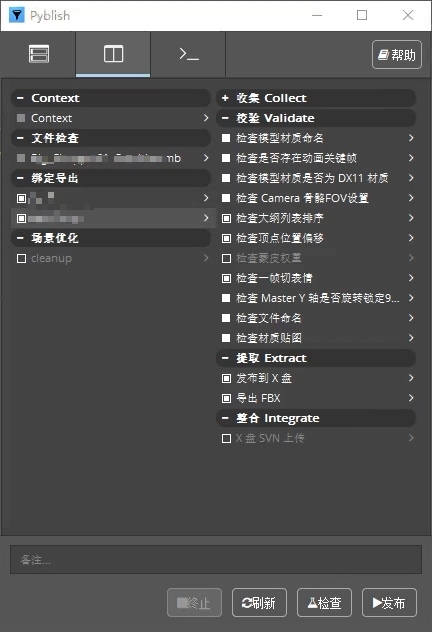 Pyblish
帮助
Context
Context
文件检查
mb
绑定导出
场景优化
cleanup
收集 Collect
校验 Validate
检查模型材质命名
检查是否存在动画关键帧
检查模型材质是否为 DX11 材质
检查 Camera 骨骼FOV设置
检查大纲列表排序
检查顶点位置偏移
检查蒙皮权重
检查一帧切表情
检查 Master Y 轴是否旋转锁定9...
检查文件命名
检查材质贴图
提取 Extract
发布到 X 盘
导出 FBX
整合 Integrate
X 盘 SVN 上传
备注...
终止
刷新
检查
发布